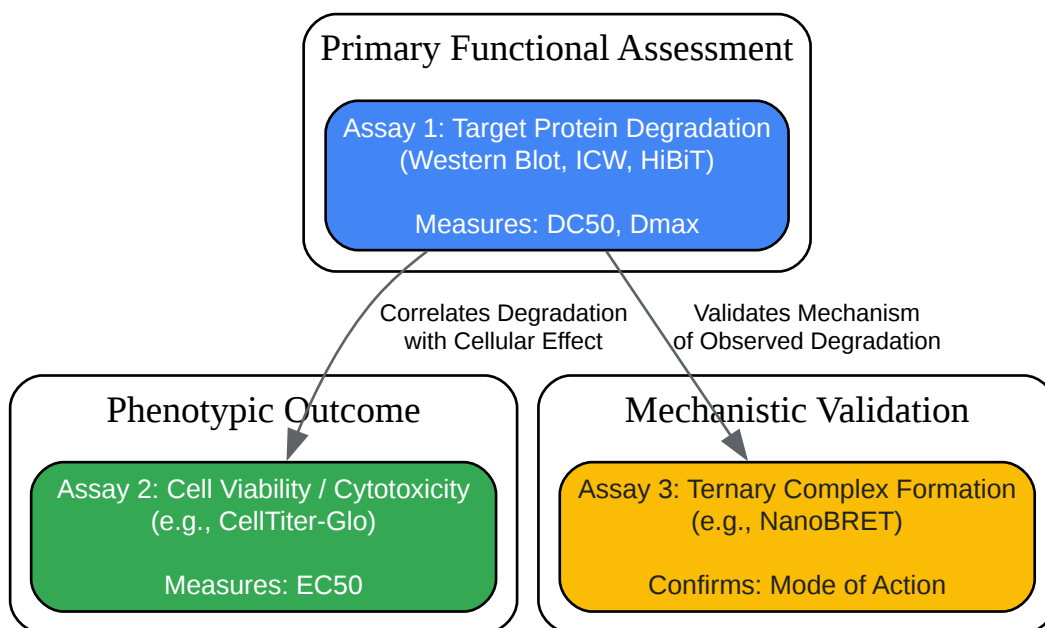 Primary Functional Assessment
Assay 1: Target Protein Degradation
(Western Blot, ICW, HiBiT)
Measures: DC50, Dmax
Correlates Degradation
with Cellular Effect
Validates Mechanism
of Observed Degradation
Phenotypic Outcome
Assay 2: Cell Viability / Cytotoxicity
(e.g., CellTiter-Glo)
Measures: EC50
Mechanistic Validation
Assay 3: Ternary Complex Formation
(e.g., NanoBRET)
Confirms: Mode of Action